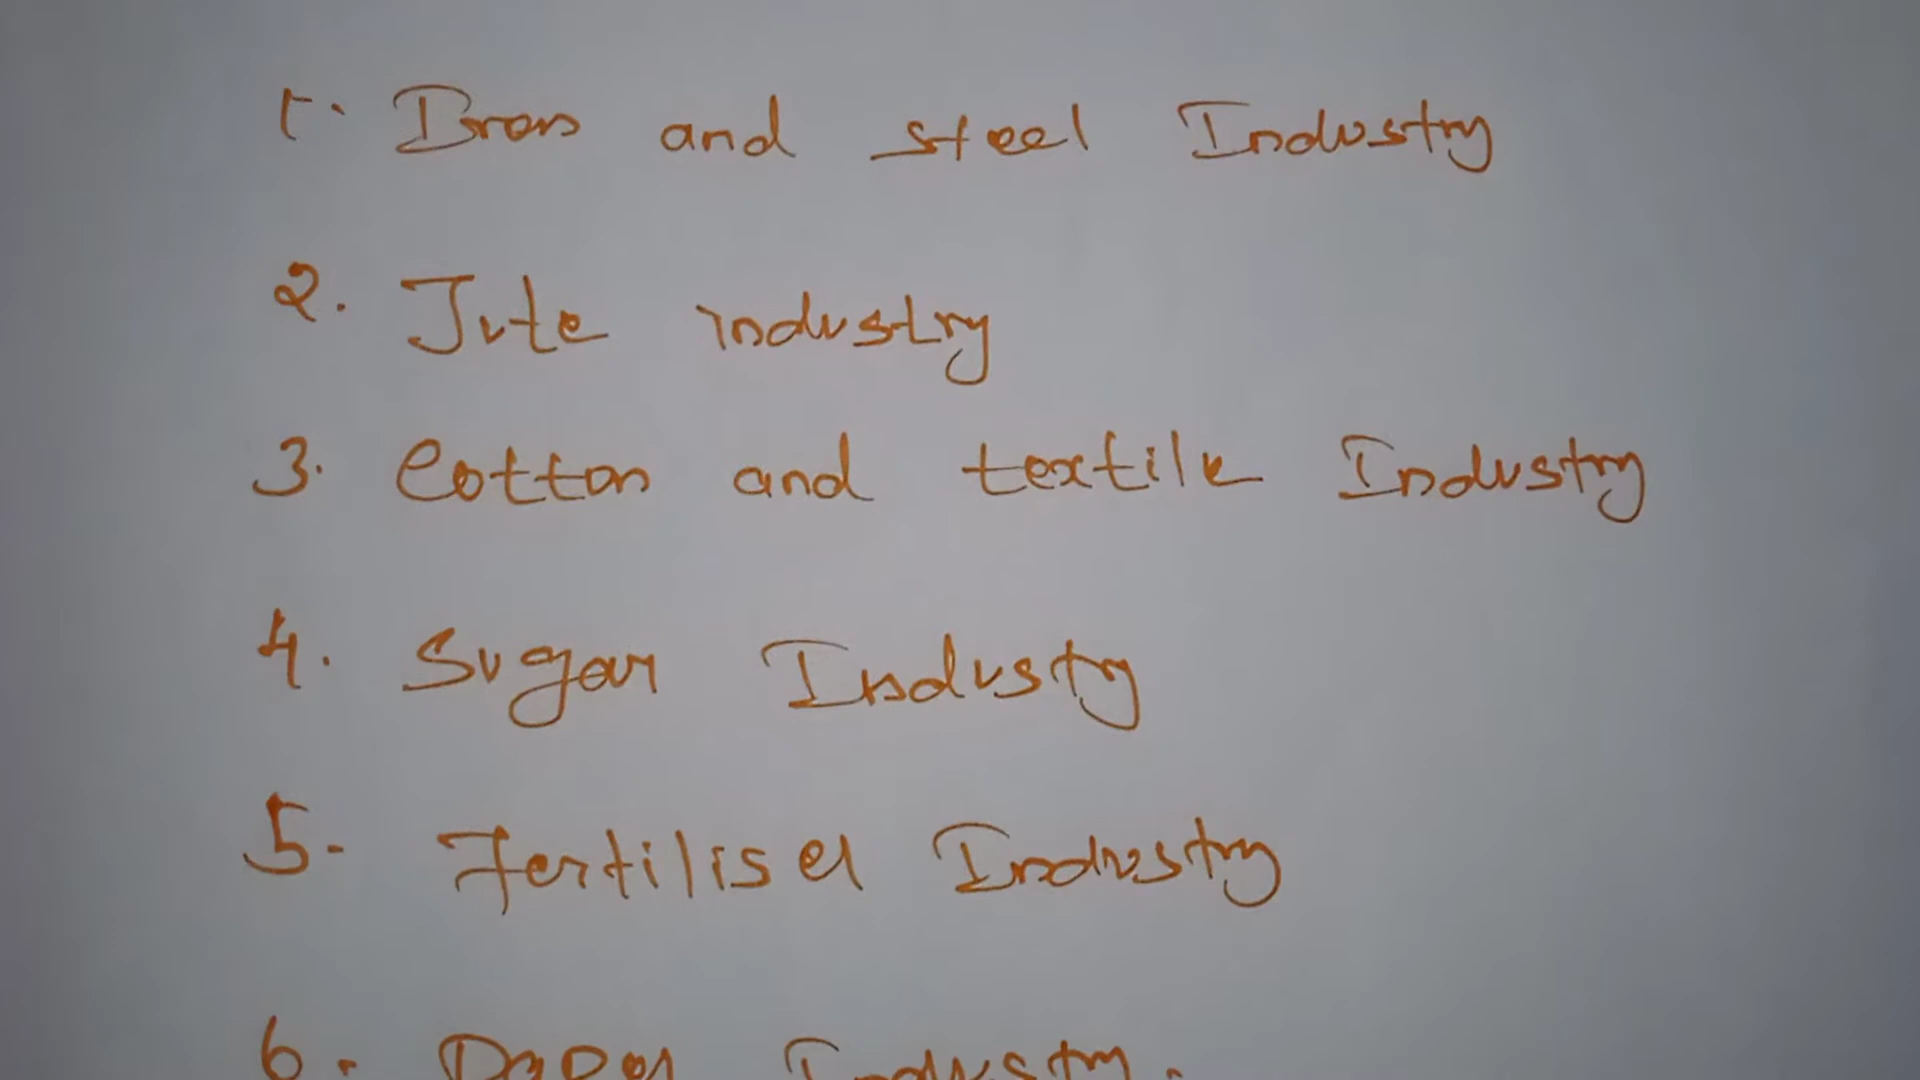 1. Iron and steel Industry
2. Jute industry
3. Cotton and textile Industry
4. Sugar Industry
5. Fertiliser Industry
6. Paper Industry.